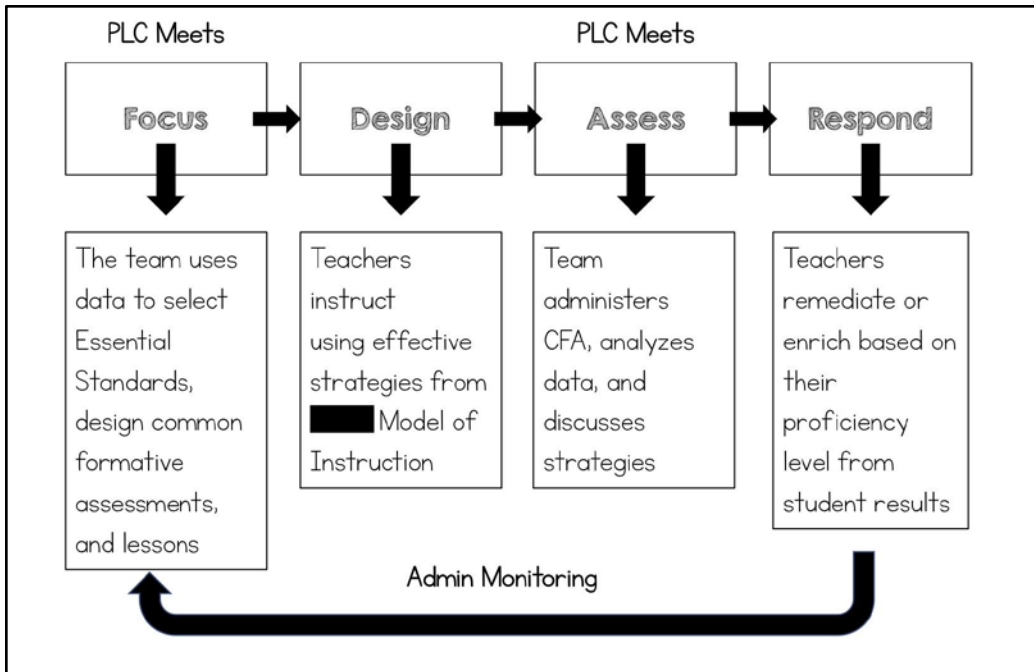 PLC Meets
PLC Meets
Focus
Design
Assess
Respond
The team uses
data to select
Essential
Standards,
design common
formative
assessments,
and lessons
Teachers
instruct
using effective
strategies from
Model of
Instruction
Team
administers
CFA, analyzes
data, and
discusses
strategies
Teachers
remediate or
enrich based on
their
proficiency
level from
student results
Admin Monitoring